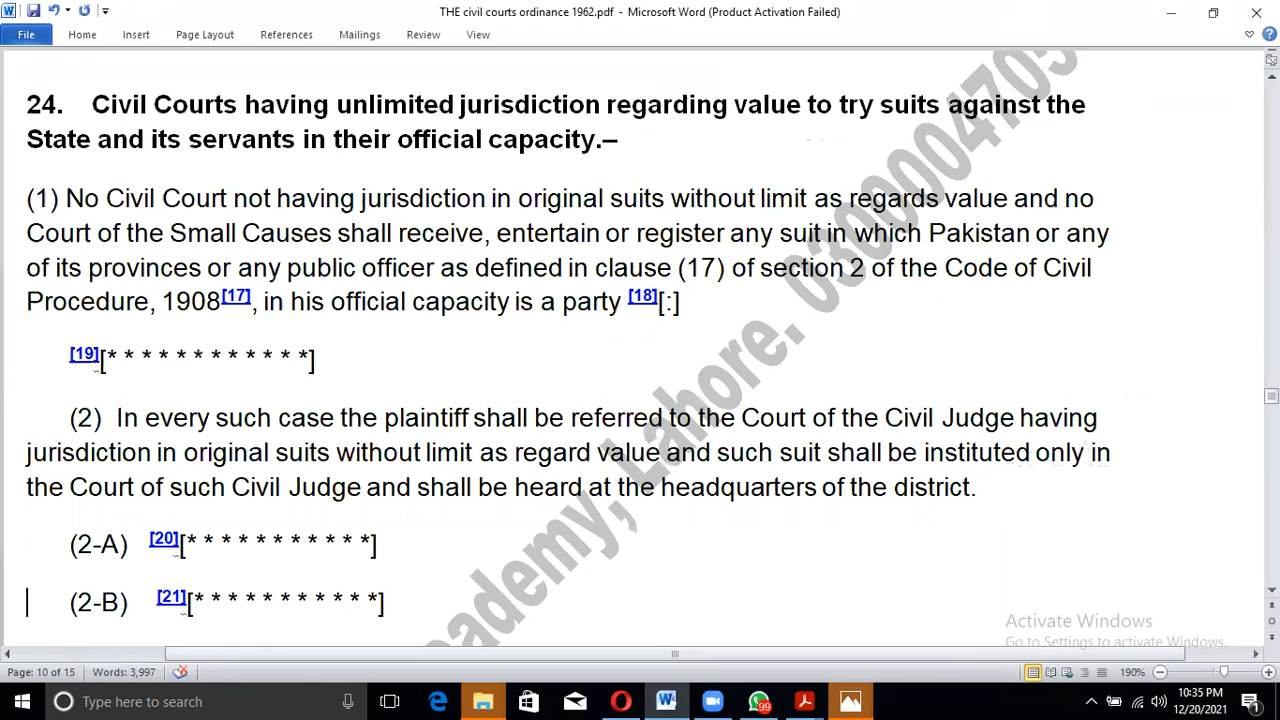 THE civil courts ordinance 1962.pdf - Microsoft Word (Product Activation Failed)
File Home Insert Page Layout References Mailings Review View
24. Civil Courts having unlimited jurisdiction regarding value to try suits against the
State and its servants in their official capacity.–
(1) No Civil Court not having jurisdiction in original suits without limit as regards value and no
Court of the Small Causes shall receive, entertain or register any suit in which Pakistan or any
of its provinces or any public officer as defined in clause (17) of section 2 of the Code of Civil
Procedure, 1908[17], in his official capacity is a party [18][:]
[19][* * * * * * * * * * * *]
(2) In every such case the plaintiff shall be referred to the Court of the Civil Judge having
jurisdiction in original suits without limit as regard value and such suit shall be instituted only in
the Court of such Civil Judge and shall be heard at the headquarters of the district.
(2-A) [20][* * * * * * * * * * *]
(2-B) [21][* * * * * * * * * * *]
Lahore.
Activate Windows
Go to Settings to activate Windows.
Page: 10 of 15 Words: 3,997 190%
Type here to search
99
10:35 PM
12/20/2021
1